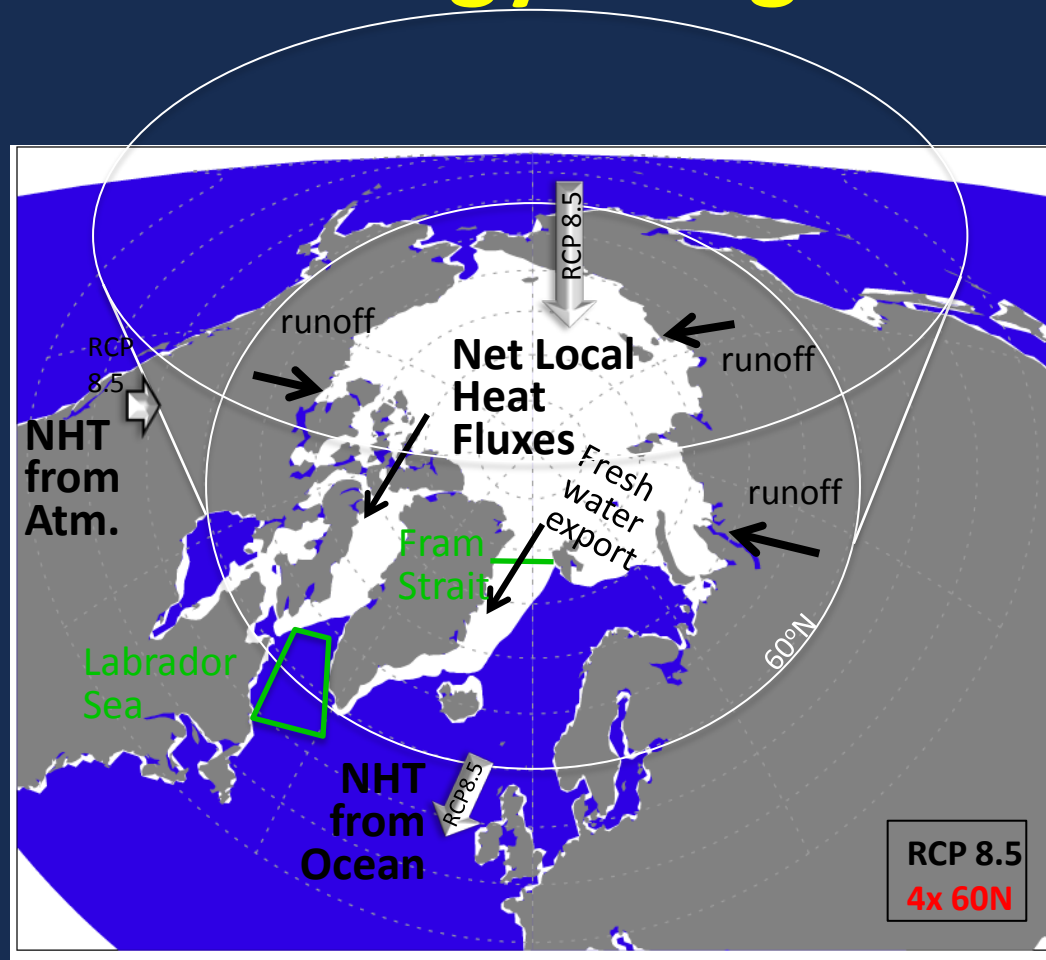 RCP 8.5
runoff
runoff
RCP
8.5
Net Local
Heat
Fluxes
NHT
from
Atm.
Fresh
water
export
runoff
Fram
Strait
60°N
Labrador
Sea
NHT
from
Ocean
RCP8.5
RCP 8.5
4x 60N